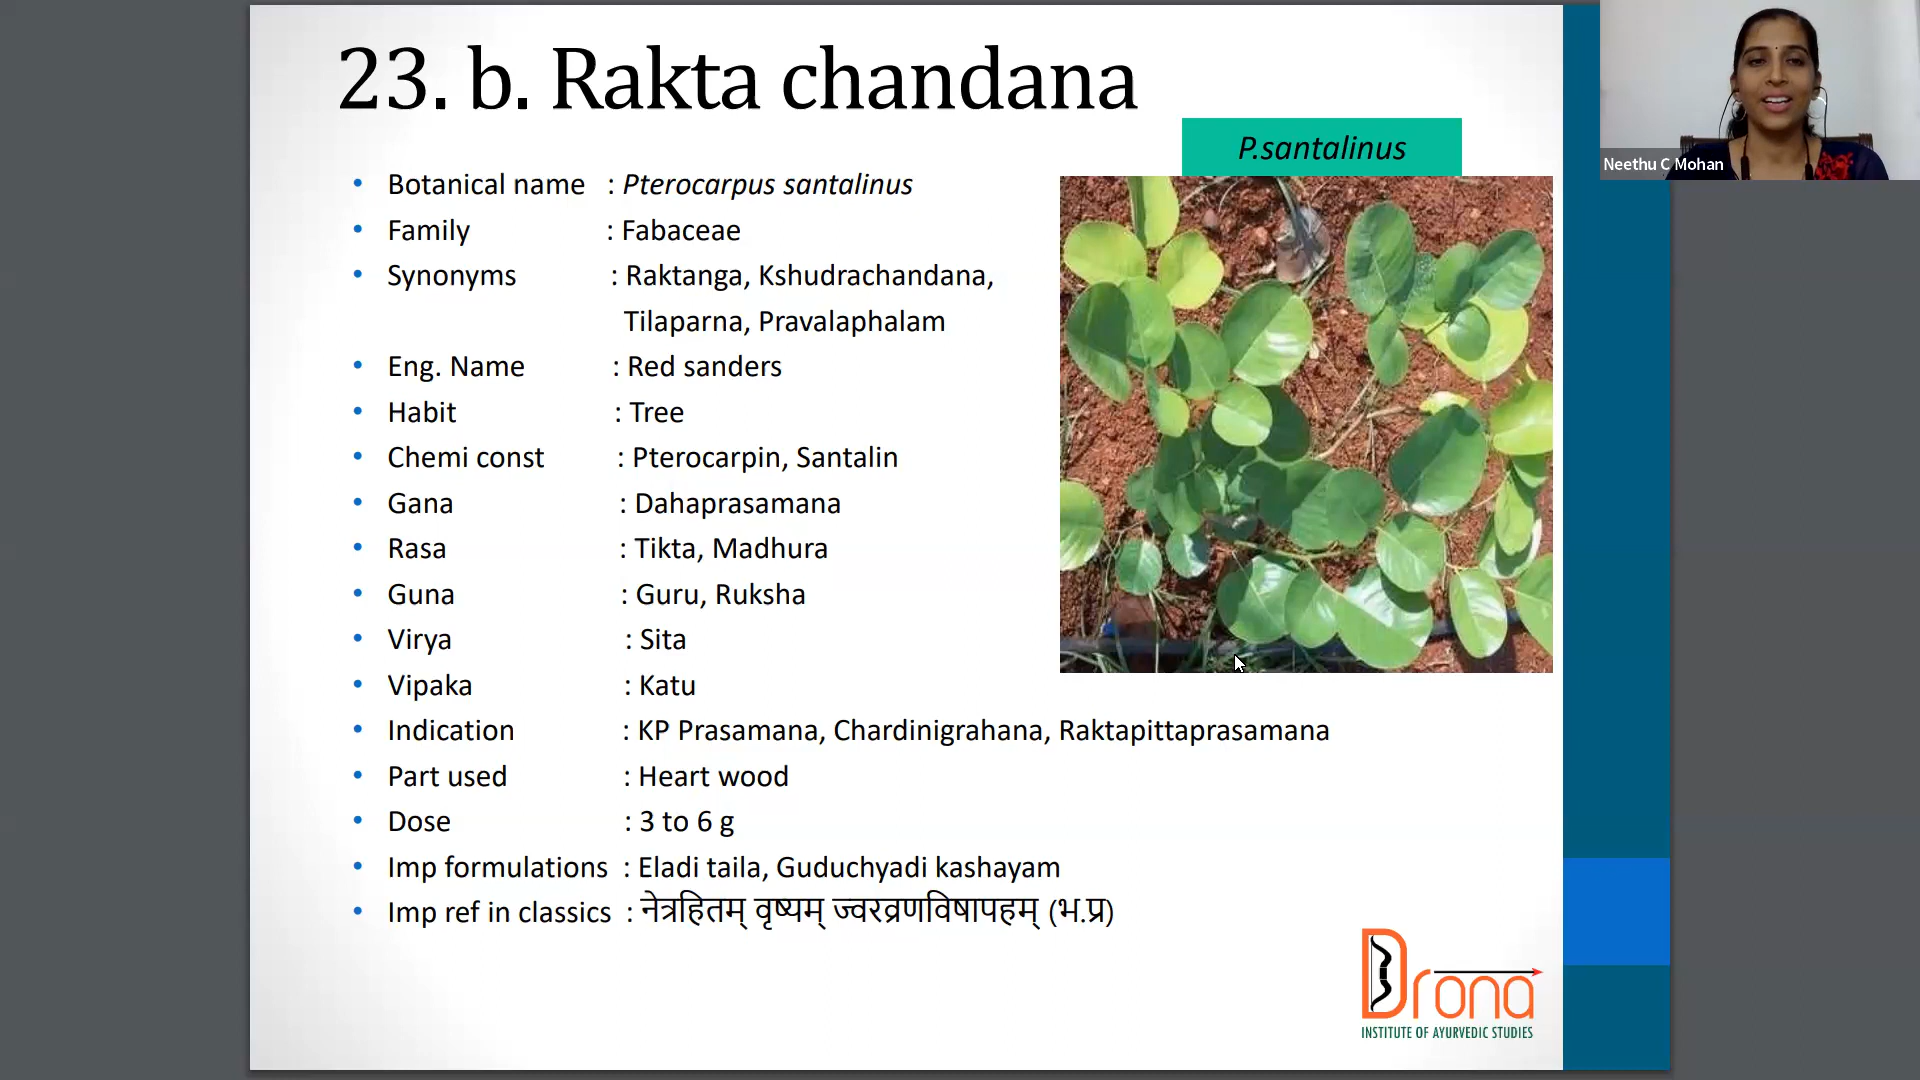 23. b. Rakta chandana
P.santalinus
Neethu C Mohan
• Botanical name : Pterocarpus santalinus
• Family : Fabaceae
• Synonyms : Raktanga, Kshudrachandana,
Tilaparna, Pravalaphalam
• Eng. Name : Red sanders
• Habit : Tree
• Chemi const : Pterocarpin, Santalin
• Gana : Dahaprasamana
• Rasa : Tikta, Madhura
• Guna : Guru, Ruksha
• Virya : Sita
• Vipaka : Katu
• Indication : KP Prasamana, Chardinigrahana, Raktapittaprasamana
• Part used : Heart wood
• Dose : 3 to 6 g
• Imp formulations : Eladi taila, Guduchyadi kashayam
• Imp ref in classics : नेत्रहितम् वृष्यम् ज्वरव्रणविषापहम् (भ.प्र)
Drona
INSTITUTE OF AYURVEDIC STUDIES